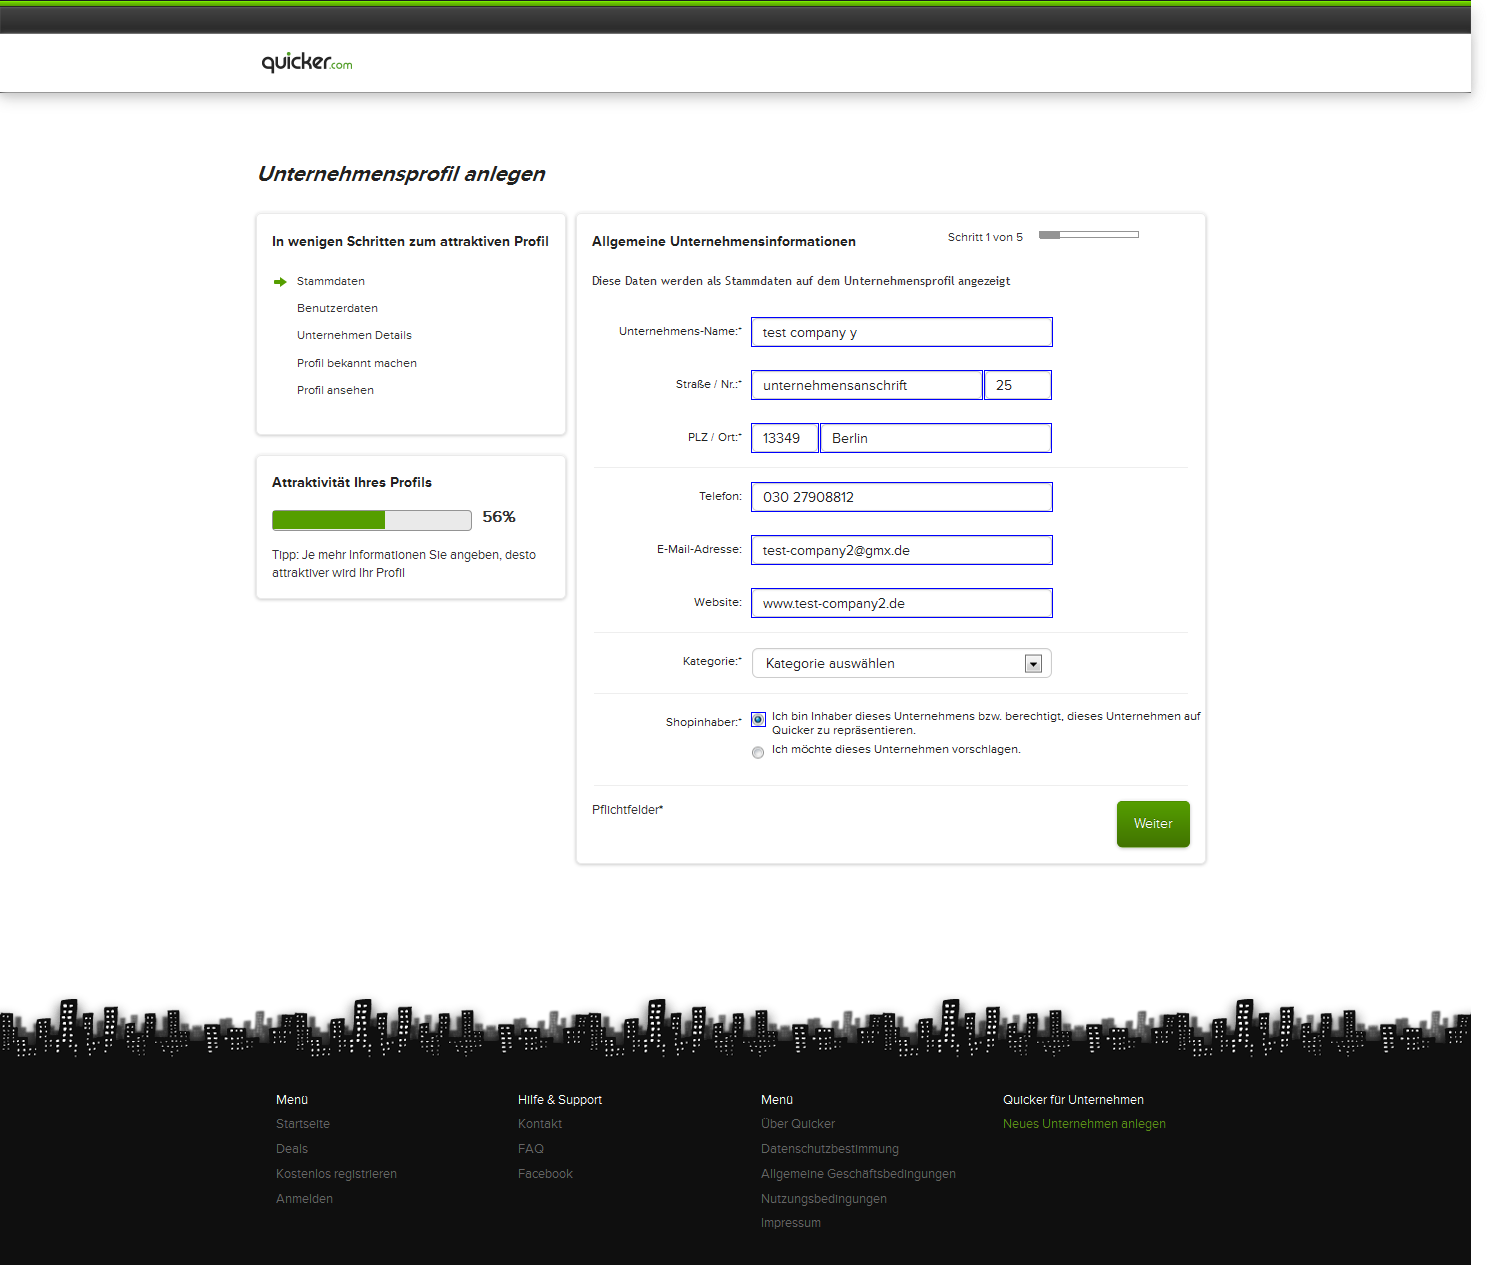 quicker.com
Unternehmensprofil anlegen
In wenigen Schritten zum attraktiven Profil
Stammdaten
Benutzerdaten
Unternehmen Details
Profil bekannt machen
Profil ansehen
Attraktivität Ihres Profils
56%
Tipp: Je mehr Informationen Sie angeben, desto
attraktiver wird Ihr Profil
Allgemeine Unternehmensinformationen
Schritt 1 von 5
Diese Daten werden als Stammdaten auf dem Unternehmensprofil angezeigt
Unternehmens-Name:* test company y
Straße / Nr.:* unternehmensanschrift 25
PLZ / Ort:* 13349 Berlin
Telefon: 030 27908812
E-Mail-Adresse: test-company2@gmx.de
Website: www.test-company2.de
Kategorie:* Kategorie auswählen
Shopinhaber:* Ich bin Inhaber dieses Unternehmens bzw. berechtigt, dieses Unternehmen auf
Quicker zu repräsentieren.
Ich möchte dieses Unternehmen vorschlagen.
Pflichtfelder*
Weiter
Menü
Startseite
Deals
Kostenlos registrieren
Anmelden
Hilfe & Support
Kontakt
FAQ
Facebook
Menü
Über Quicker
Datenschutzbestimmung
Allgemeine Geschäftsbedingungen
Nutzungsbedingungen
Impressum
Quicker für Unternehmen
Neues Unternehmen anlegen